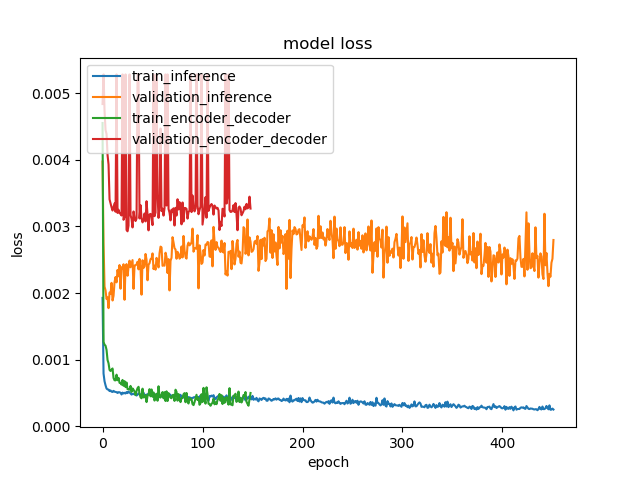 model loss
train_inference
validation_inference
train_encoder_decoder
validation_encoder_decoder
loss
0.005
0.004
0.003
0.002
0.001
0.000
0
100
200
300
400
epoch